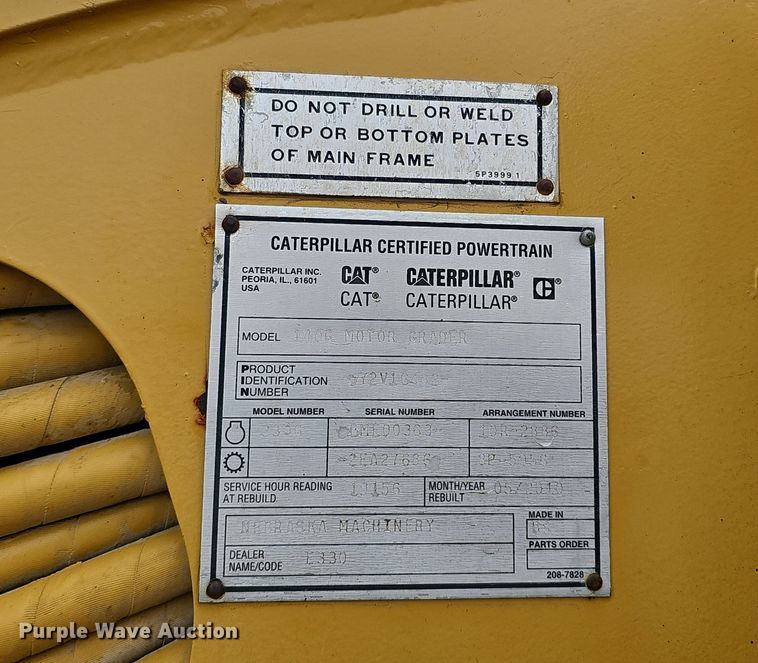 DO NOT DRILL OR WELD
TOP OR BOTTOM PLATES
OF MAIN FRAME
5P3999 1
CATERPILLAR CERTIFIED POWERTRAIN
CATERPILLAR INC.
PEORIA, IL., 61601
USA
CAT® CATERPILLAR® C®
CAT® CATERPILLAR®
MODEL MOTOR GRADER
PRODUCT
IDENTIFICATION
NUMBER
MODEL NUMBER SERIAL NUMBER ARRANGEMENT NUMBER
SERVICE HOUR READING
AT REBUILD 11156
MONTH/YEAR
REBUILT
NEBRASKA MACHINERY
MADE IN
DEALER
NAME/CODE E330
PARTS ORDER
208-7828
Purple Wave Auction